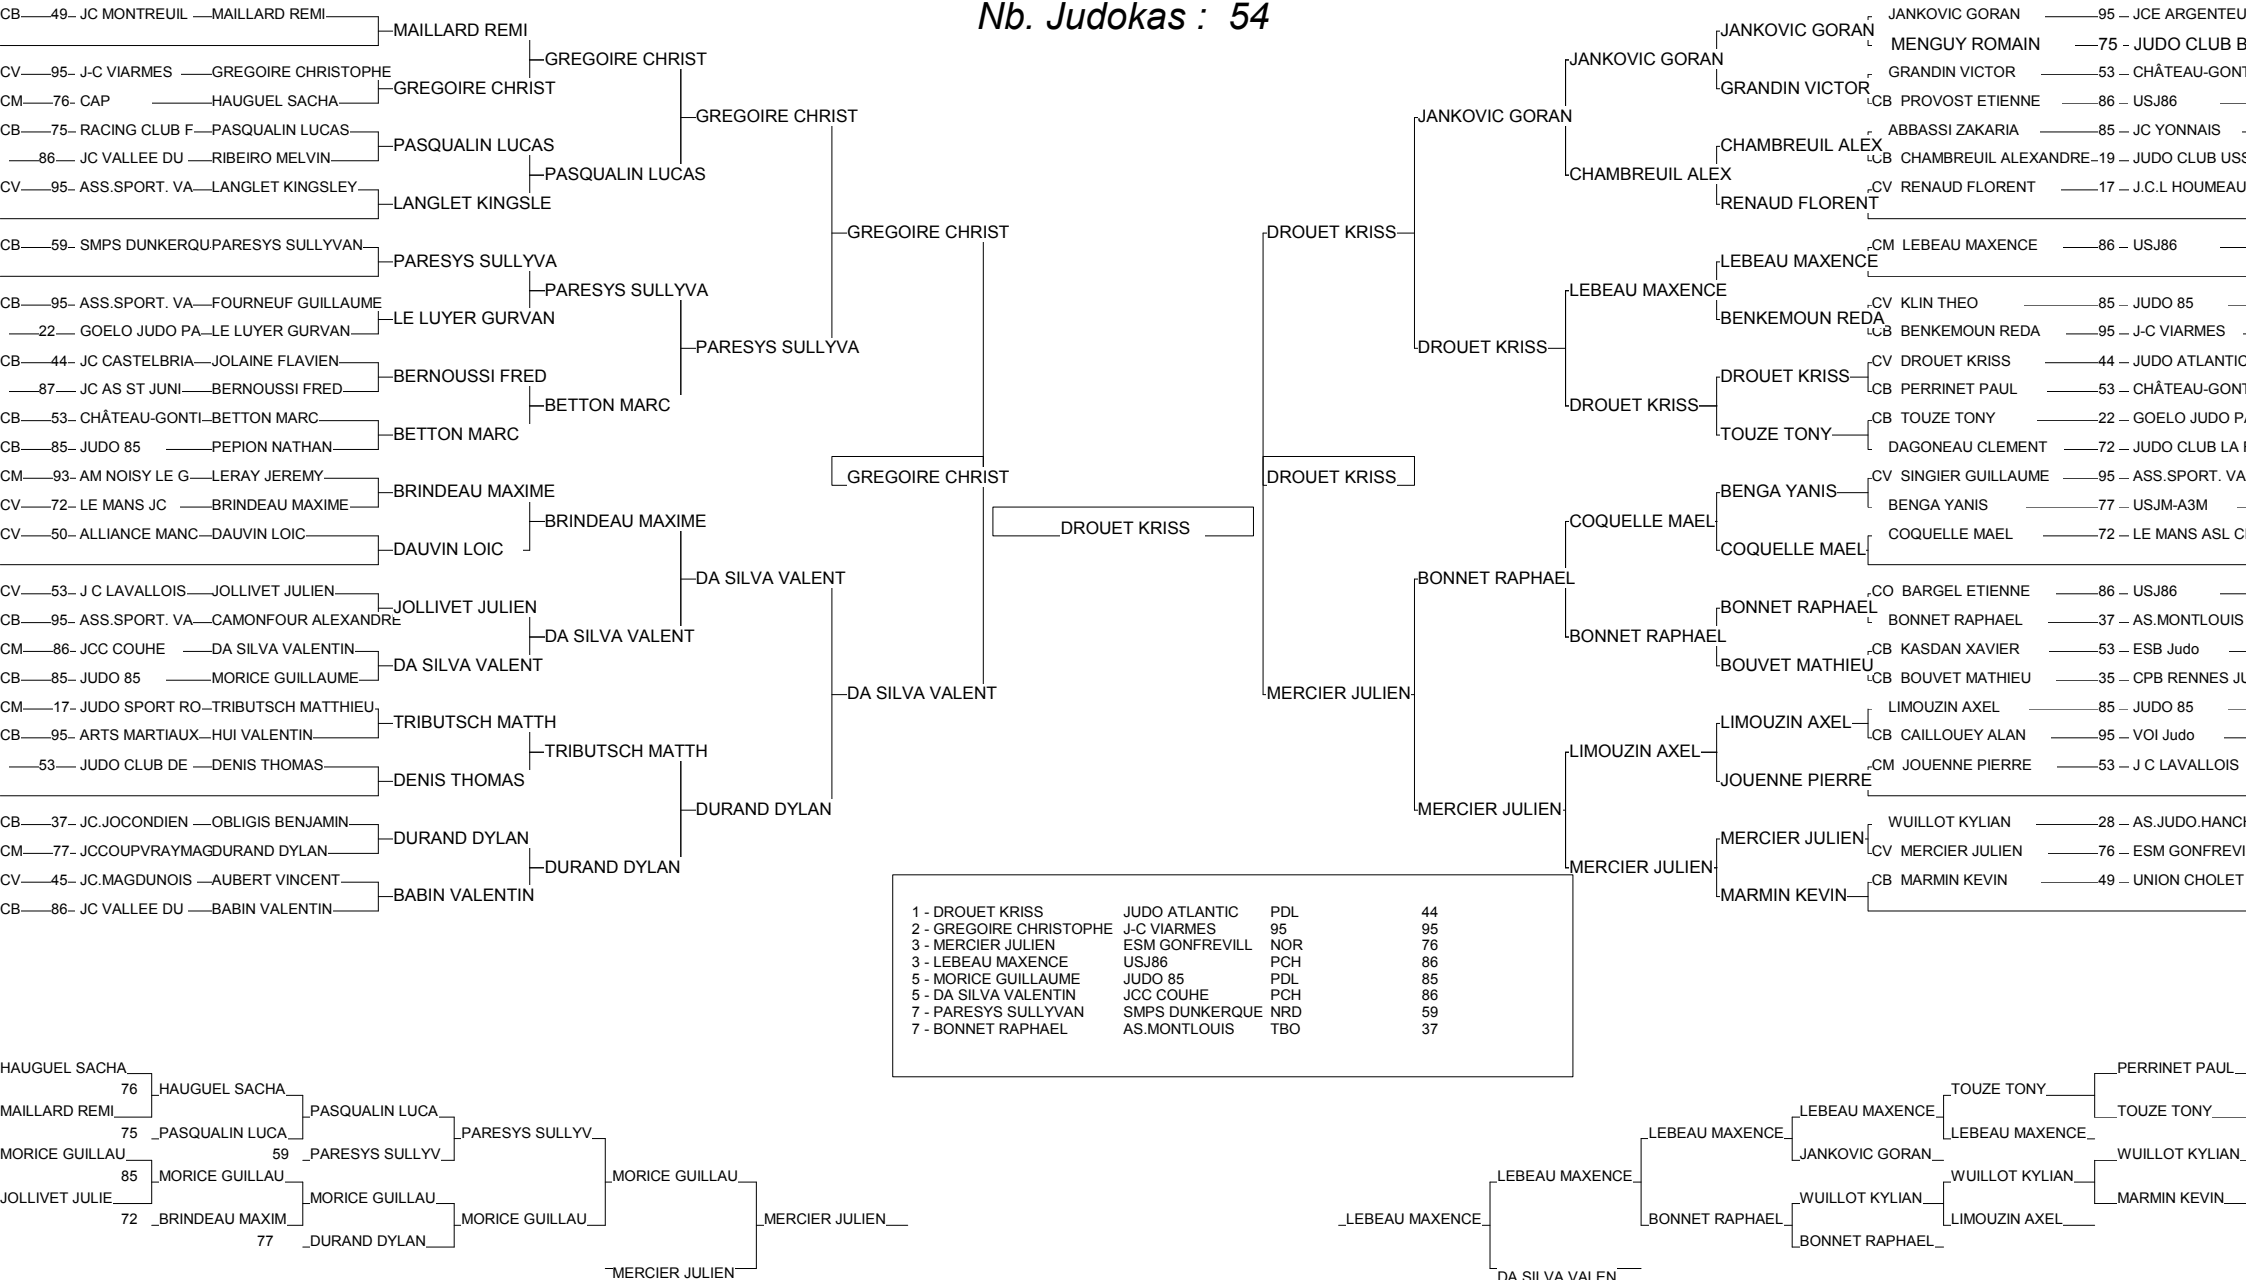 Nb. Judokas : 54
CB 49 JC MONTREUIL MAILLARD REMI
CV 95 J-C VIARMES GREGOIRE CHRISTOPHE
CM 76 CAP HAUGUEL SACHA
CB 75 RACING CLUB F PASQUALIN LUCAS
86 JC VALLEE DU RIBEIRO MELVIN
CV 95 ASS.SPORT. VA LANGLET KINGSLEY
CB 59 SMPS DUNKERQU PARESYS SULLYVAN
CB 95 ASS.SPORT. VA FOURNEUF GUILLAUME
22 GOELO JUDO PA LE LUYER GURVAN
CB 44 JC CASTELBRIA JOLAINE FLAVIEN
87 JC AS ST JUNI BERNOUSSI FRED
CB 53 CHÂTEAU-GONTI BETTON MARC
CB 85 JUDO 85 PEPION NATHAN
CM 93 AM NOISY LE G LERAY JEREMY
CV 72 LE MANS JC BRINDEAU MAXIME
CV 50 ALLIANCE MANC DAUVIN LOIC
CV 53 J C LAVALLOIS JOLLIVET JULIEN
CB 95 ASS.SPORT. VA CAMONFOUR ALEXANDRE
CM 86 JCC COUHE DA SILVA VALENTIN
CB 85 JUDO 85 MORICE GUILLAUME
CM 17 JUDO SPORT RO TRIBUTSCH MATTHIEU
CB 95 ARTS MARTIAUX HUI VALENTIN
53 JUDO CLUB DE DENIS THOMAS
CB 37 JC.JOCONDIEN OBLIGIS BENJAMIN
CM 77 JCCOUPVRAYMAG DURAND DYLAN
CV 45 JC.MAGDUNOIS AUBERT VINCENT
CB 86 JC VALLEE DU BABIN VALENTIN
MAILLARD REMI
GREGOIRE CHRIST
PASQUALIN LUCAS
LANGLET KINGSLE
PARESYS SULLYVA
LE LUYER GURVAN
BERNOUSSI FRED
BETTON MARC
BRINDEAU MAXIME
DAUVIN LOIC
JOLLIVET JULIEN
DA SILVA VALENT
TRIBUTSCH MATTH
DENIS THOMAS
DURAND DYLAN
BABIN VALENTIN
GREGOIRE CHRIST
PASQUALIN LUCAS
PARESYS SULLYVA
BETTON MARC
BRINDEAU MAXIME
DA SILVA VALENT
TRIBUTSCH MATTH
DURAND DYLAN
GREGOIRE CHRIST
PARESYS SULLYVA
DA SILVA VALENT
DURAND DYLAN
GREGOIRE CHRIST
DA SILVA VALENT
GREGOIRE CHRIST
DROUET KRISS
DROUET KRISS
DROUET KRISS
MERCIER JULIEN
JANKOVIC GORAN
DROUET KRISS
BONNET RAPHAEL
MERCIER JULIEN
JANKOVIC GORAN
CHAMBREUIL ALEX
LEBEAU MAXENCE
DROUET KRISS
COQUELLE MAEL
BONNET RAPHAEL
LIMOUZIN AXEL
MERCIER JULIEN
JANKOVIC GORAN
GRANDIN VICTOR
CHAMBREUIL ALEX
RENAUD FLORENT
LEBEAU MAXENCE
BENKEMOUN REDA
DROUET KRISS
TOUZE TONY
BENGA YANIS
COQUELLE MAEL
BONNET RAPHAEL
BOUVET MATHIEU
LIMOUZIN AXEL
JOUENNE PIERRE
MERCIER JULIEN
MARMIN KEVIN
JANKOVIC GORAN 95 JCE ARGENTEU
MENGUY ROMAIN 75 JUDO CLUB B
GRANDIN VICTOR 53 CHÂTEAU-GONT
CB PROVOST ETIENNE 86 USJ86
ABBASSI ZAKARIA 85 JC YONNAIS
CB CHAMBREUIL ALEXANDRE 19 JUDO CLUB USS
CV RENAUD FLORENT 17 J.C.L HOUMEAU
CM LEBEAU MAXENCE 86 USJ86
CV KLIN THEO 85 JUDO 85
CB BENKEMOUN REDA 95 J-C VIARMES
CV DROUET KRISS 44 JUDO ATLANTIC
CB PERRINET PAUL 53 CHÂTEAU-GONT
CB TOUZE TONY 22 GOELO JUDO PA
DAGONEAU CLEMENT 72 JUDO CLUB LA
CV SINGIER GUILLAUME 95 ASS.SPORT. VA
BENGA YANIS 77 USJM-A3M
COQUELLE MAEL 72 LE MANS ASL
CO BARGEL ETIENNE 86 USJ86
BONNET RAPHAEL 37 AS.MONTLOUIS
CB KASDAN XAVIER 53 ESB Judo
CB BOUVET MATHIEU 35 CPB RENNES JU
LIMOUZIN AXEL 85 JUDO 85
CB CAILLOUEY ALAN 95 VOI Judo
CM JOUENNE PIERRE 53 J C LAVALLOIS
WUILLOT KYLIAN 28 AS.JUDO.HANCH
CV MERCIER JULIEN 76 ESM GONFREVI
CB MARMIN KEVIN 49 UNION CHOLET
1 - DROUET KRISS JUDO ATLANTIC PDL 44
2 - GREGOIRE CHRISTOPHE J-C VIARMES 95 95
3 - MERCIER JULIEN ESM GONFREVILL NOR 76
3 - LEBEAU MAXENCE USJ86 PCH 86
5 - MORICE GUILLAUME JUDO 85 PDL 85
5 - DA SILVA VALENTIN JCC COUHE PCH 86
7 - PARESYS SULLYVAN SMPS DUNKERQUE NRD 59
7 - BONNET RAPHAEL AS.MONTLOUIS TBO 37
HAUGUEL SACHA
76 HAUGUEL SACHA
MAILLARD REMI PASQUALIN LUCA
75 PASQUALIN LUCA PARESYS SULLYV
MORICE GUILLAU 59 PARESYS SULLYV
85 MORICE GUILLAU MORICE GUILLAU
JOLLIVET JULIE MORICE GUILLAU
72 BRINDEAU MAXIM MORICE GUILLAU MERCIER JULIEN
77 DURAND DYLAN
MERCIER JULIEN
PERRINET PAUL
TOUZE TONY
LEBEAU MAXENCE TOUZE TONY
LEBEAU MAXENCE LEBEAU MAXENCE
JANKOVIC GORAN WUILLOT KYLIAN
LEBEAU MAXENCE WUILLOT KYLIAN
WUILLOT KYLIAN MARMIN KEVIN
LEBEAU MAXENCE BONNET RAPHAEL LIMOUZIN AXEL
BONNET RAPHAEL
DA SILVA VALEN